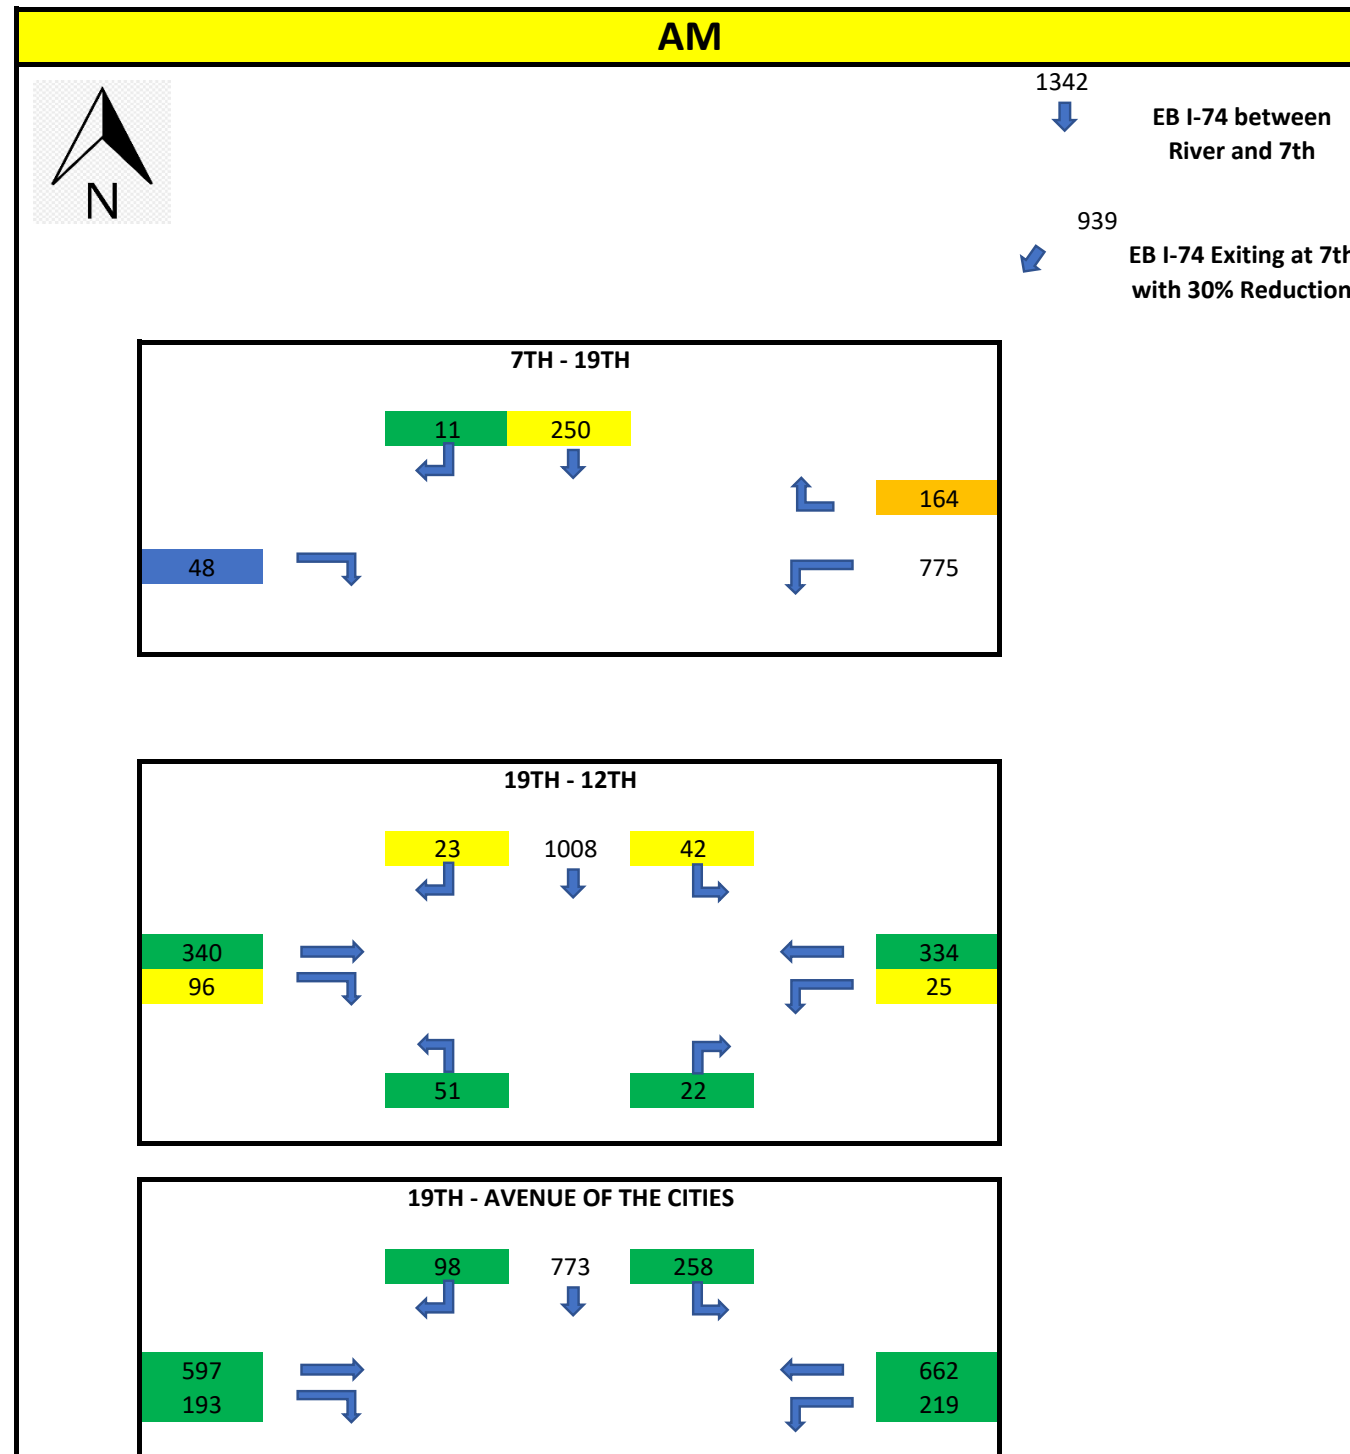 AM
1342
EB I-74 between
River and 7th
N
939
EB I-74 Exiting at 7th
with 30% Reduction
7TH - 19TH
11 250
164
48 775
19TH - 12TH
23 1008 42
340 334
96 25
51 22
19TH - AVENUE OF THE CITIES
98 773 258
597 662
193 219